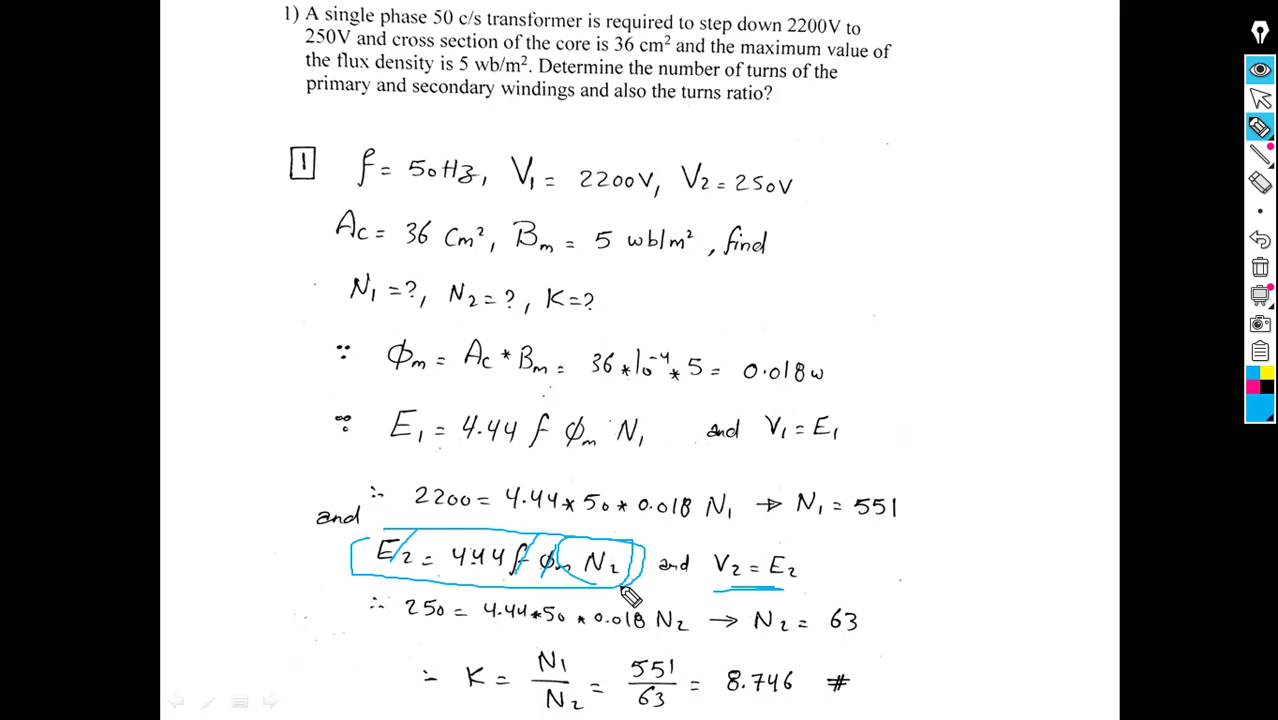 1) A single phase 50 c/s transformer is required to step down 2200V to
250V and cross section of the core is 36 cm² and the maximum value of
the flux density is 5 wb/m². Determine the number of turns of the
primary and secondary windings and also the turns ratio?
1 f = 50Hz, V₁ = 2200V, V₂ = 250V
Ac = 36 Cm², Bm = 5 wb/m², find
N₁ = ?, N₂ = ?, K = ?
∵ ϕm = Ac * Bm = 36 * 10⁻⁴ * 5 = 0.018 w
∵ E₁ = 4.44 f ϕm N₁ and V₁ = E₁
∴ 2200 = 4.44 * 50 * 0.018 N₁ → N₁ = 551
and
E₂ = 4.44 f ϕm N₂ and V₂ = E₂
∴ 250 = 4.44 * 50 * 0.018 N₂ → N₂ = 63
∴ K = N₁ / N₂ = 551 / 63 = 8.746 #